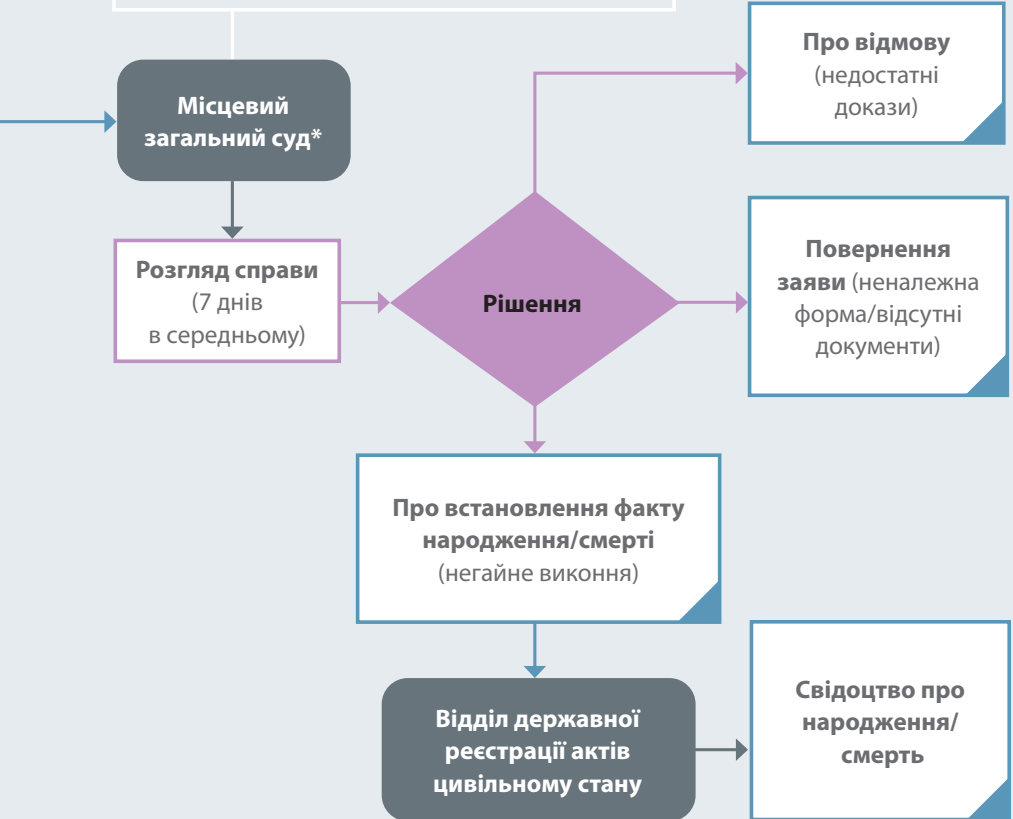 Місцевий
загальний суд*
Розгляд справи
(7 днів
в середньому)
Рішення
Про відмову
(недостатні
докази)
Повернення
заяви (неналежна
форма/відсутні
документи)
Про встановлення факту
народження/смерті
(негайне виконня)
Відділ державної
реєстрації актів
цивільному стану
Свідоцтво про
народження/
смерть